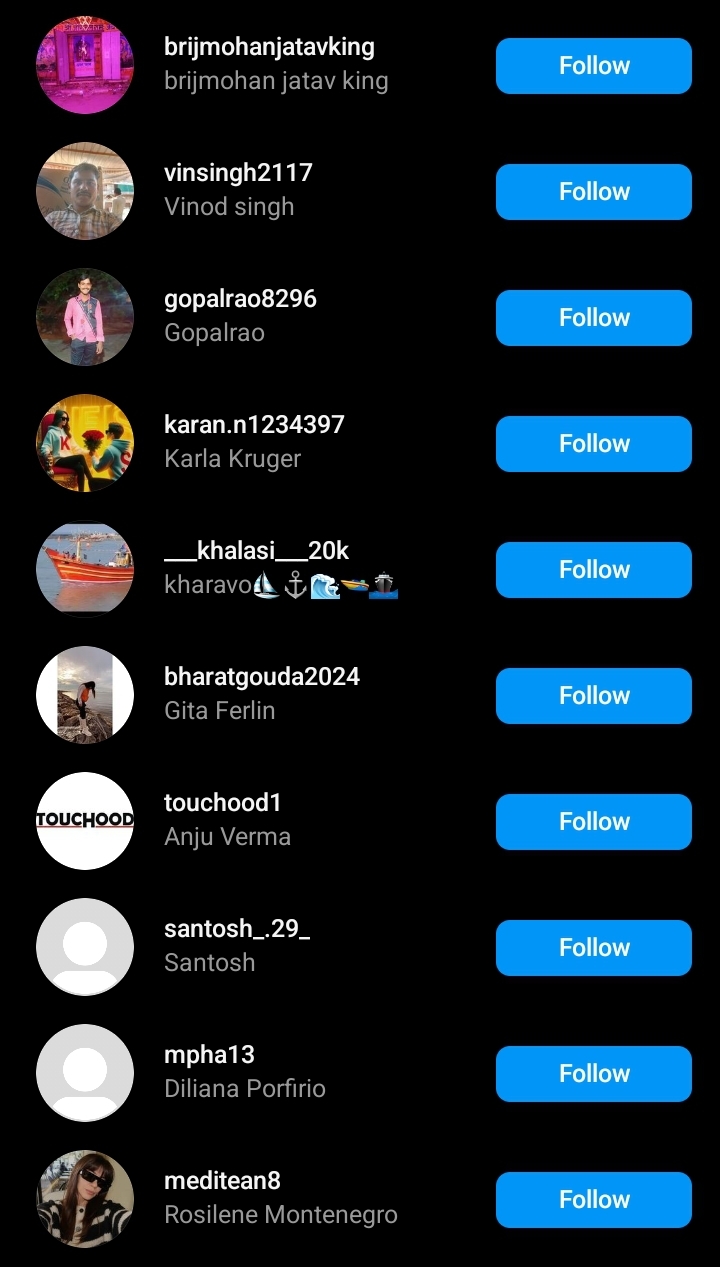 brijmohanjatavking
brijmohan jatav king
Follow
vinsingh2117
Vinod singh
Follow
gopalrao8296
Gopalrao
Follow
karan.n1234397
Karla Kruger
Follow
___khalasi___20k
kharavo⛵⚓🌊🚤🛳️
Follow
bharatgouda2024
Gita Ferlin
Follow
TOUCHOOD
touchood1
Anju Verma
Follow
santosh_.29_
Santosh
Follow
mpha13
Diliana Porfirio
Follow
meditean8
Rosilene Montenegro
Follow